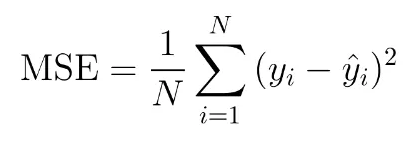 MSE = \frac{1}{N} \sum_{i=1}^{N} (y_i - \hat{y}_i)^2